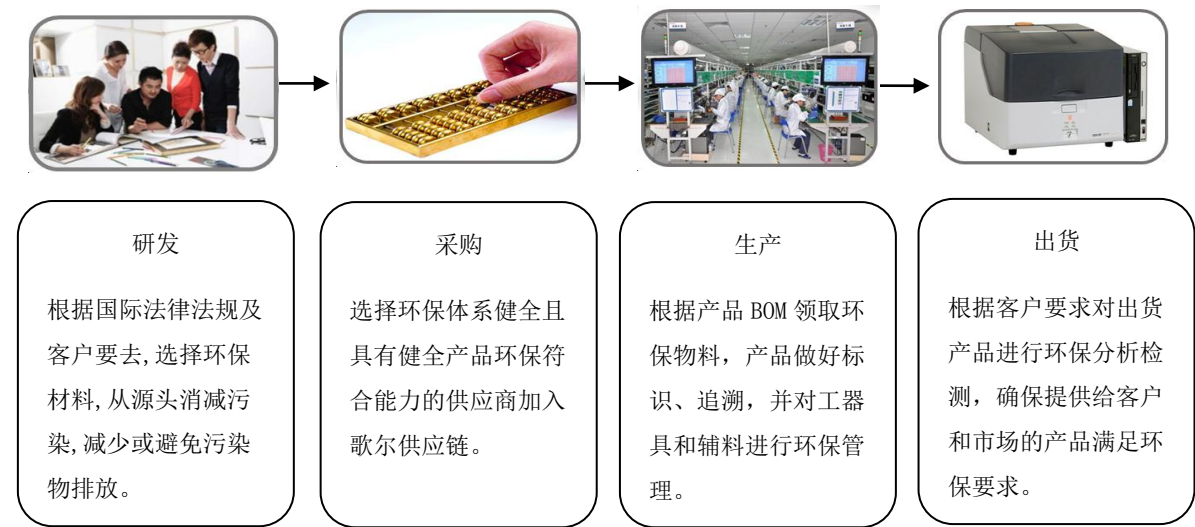 研发
根据国际法律法规及
客户要去,选择环保
材料,从源头消减污
染,减少或避免污染
物排放。
采购
选择环保体系健全且
具有健全产品环保符
合能力的供应商加入
歌尔供应链。
生产
根据产品 BOM 领取环
保物料，产品做好标
识、追溯，并对工器
具和辅料进行环保管
理。
出货
根据客户要求对出货
产品进行环保分析检
测，确保提供给客户
和市场的产品满足环
保要求。